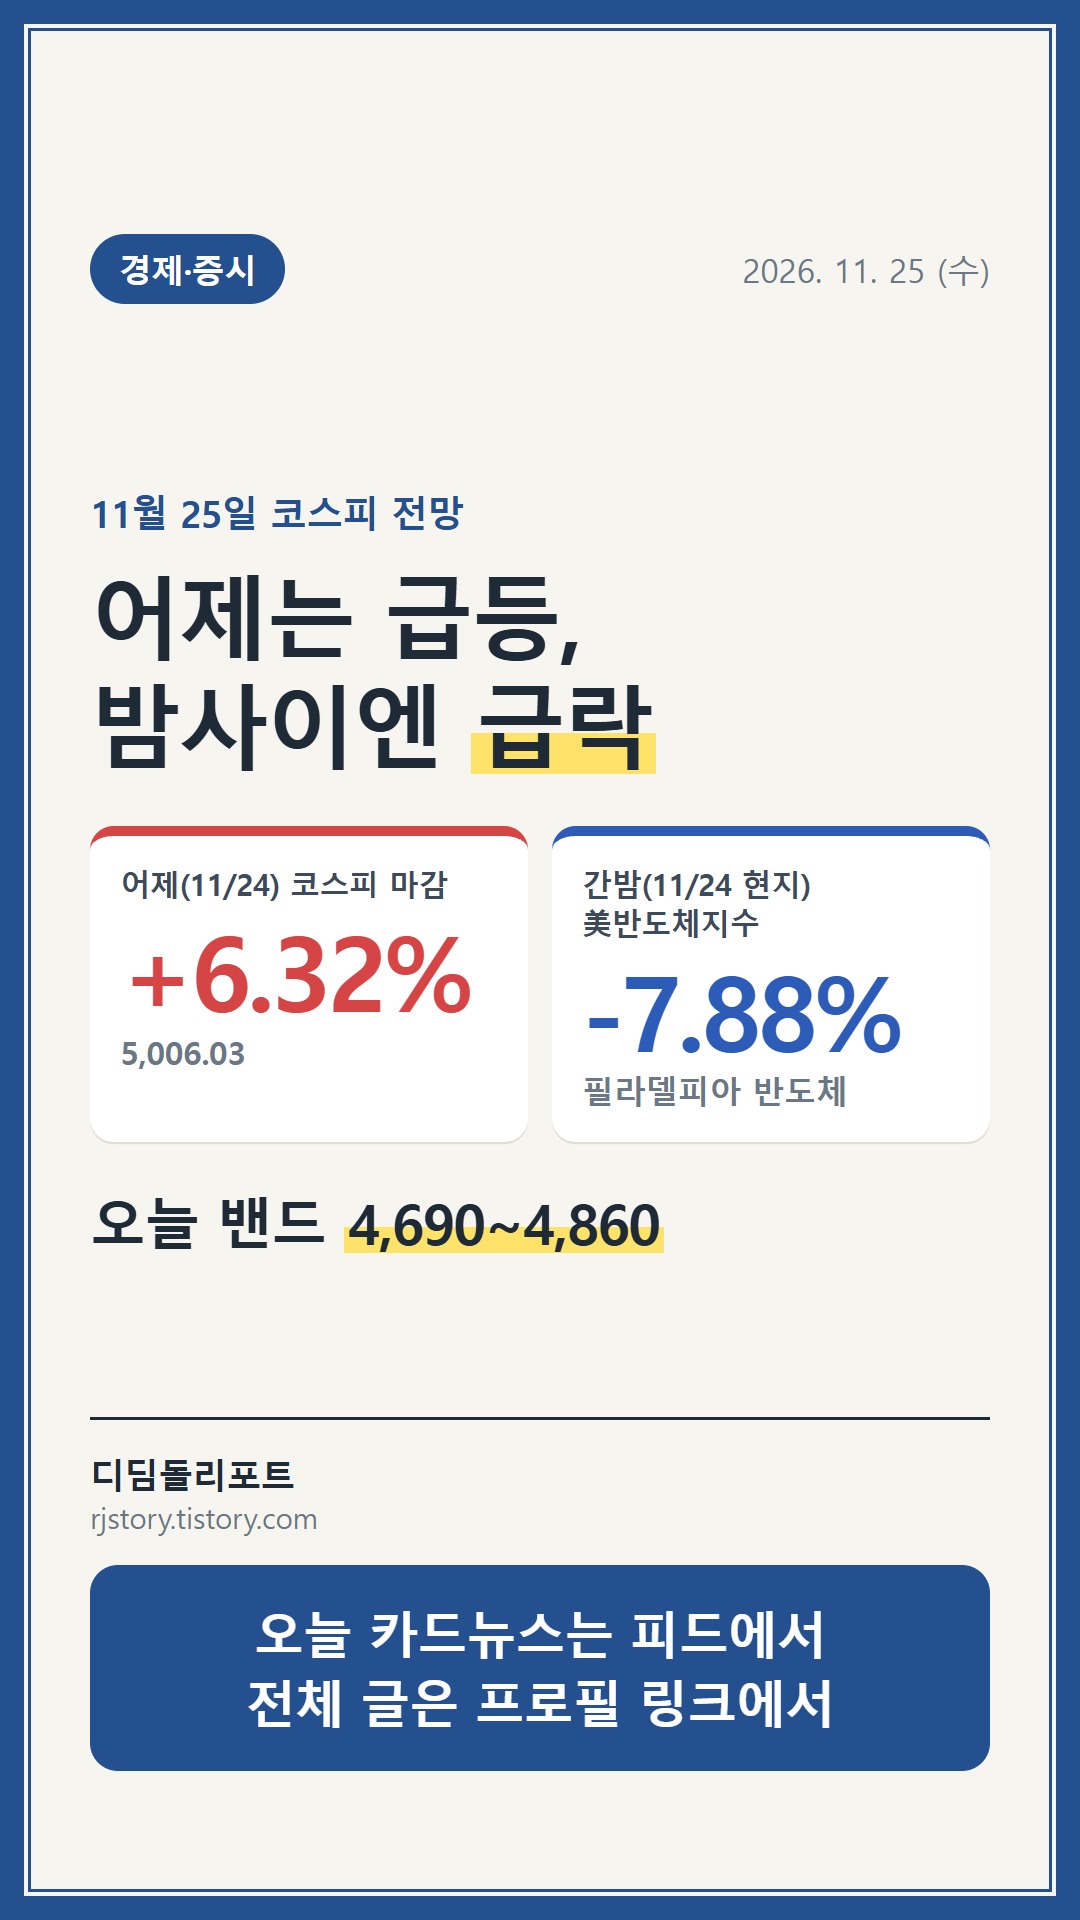 경제·증시
2026. 11. 25 (수)
11월 25일 코스피 전망
어제는 급등,
밤사이엔 급락
어제(11/24) 코스피 마감
+6.32%
5,006.03
간밤(11/24 현지)
美반도체지수
-7.88%
필라델피아 반도체
오늘 밴드 4,690~4,860
디딤돌리포트
rjstory.tistory.com
오늘 카드뉴스는 피드에서
전체 글은 프로필 링크에서